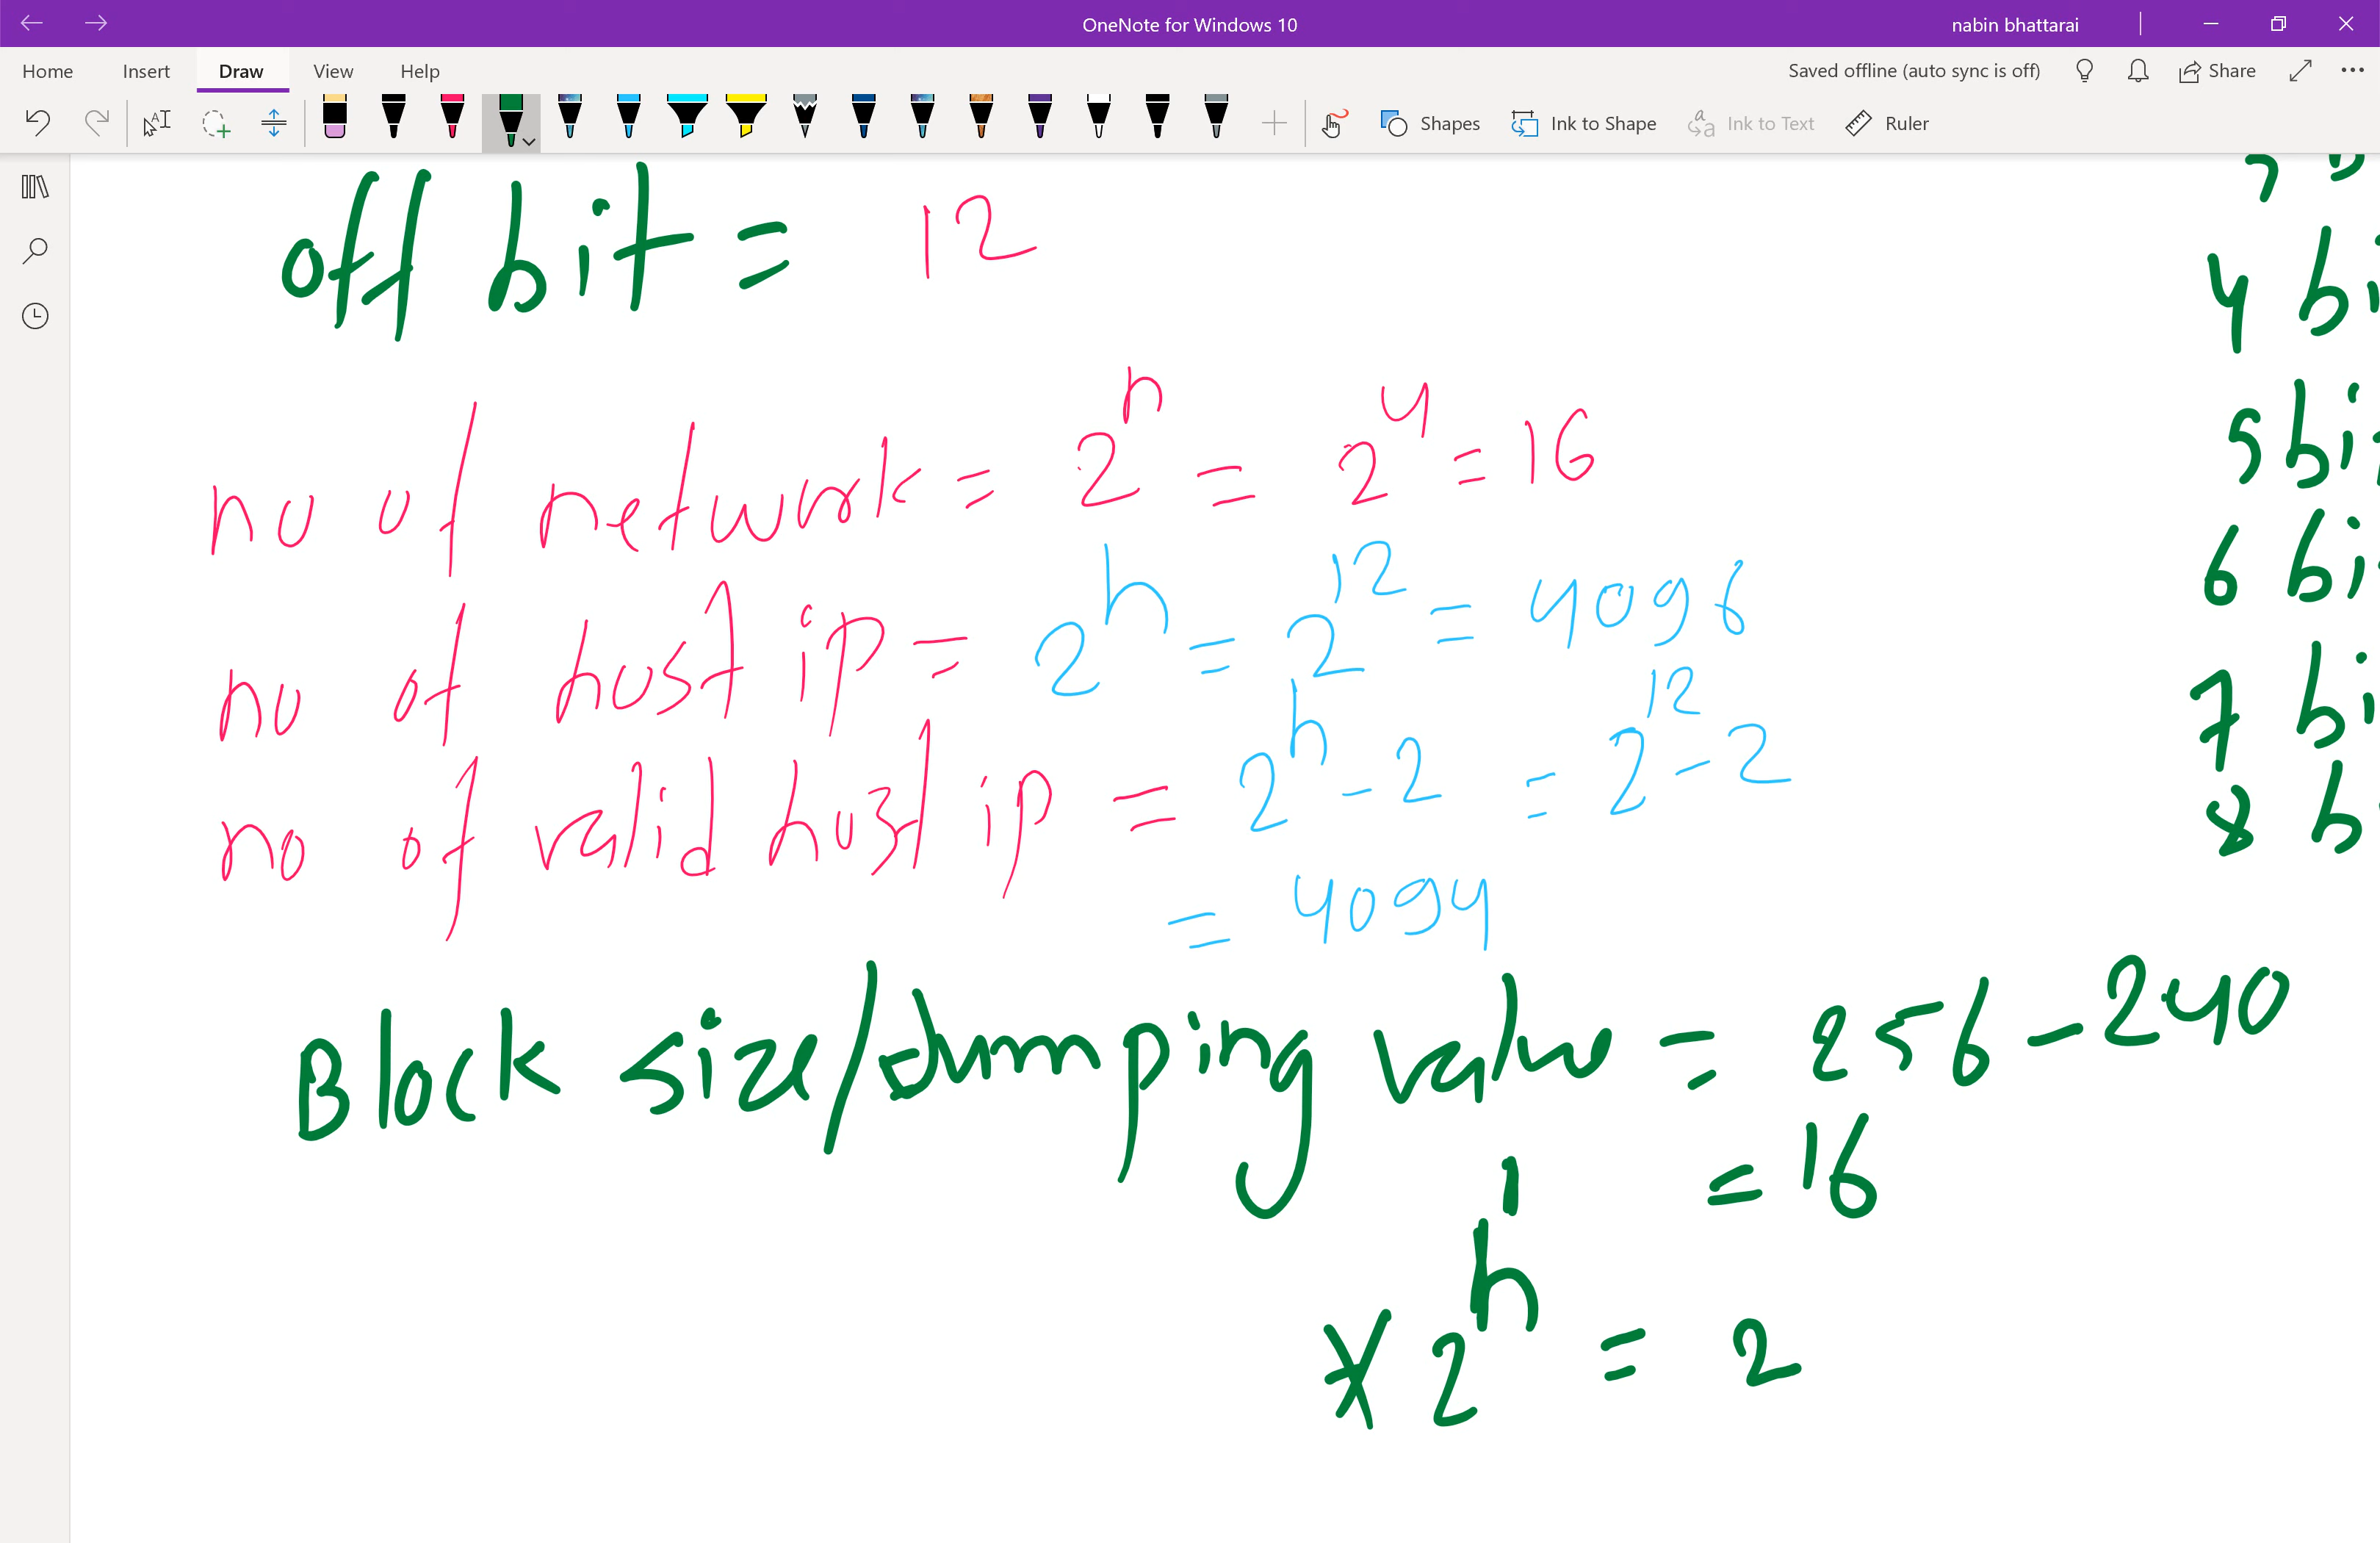 OneNote for Windows 10
nabin bhattarai
Home Insert Draw View Help
Saved offline (auto sync is off) Share
Shapes Ink to Shape Ink to Text Ruler
off bit = 12
no of network = 2^n = 2^4 = 16
no of host ip = 2^h = 2^12 = 4096
no of valid host ip = 2^h - 2 = 2^12 - 2
= 4094
Block size/Jumping value = 256 - 240
= 16
* 2^h = 2
4 bi
5 bi
6 bi
7 bi
8 b